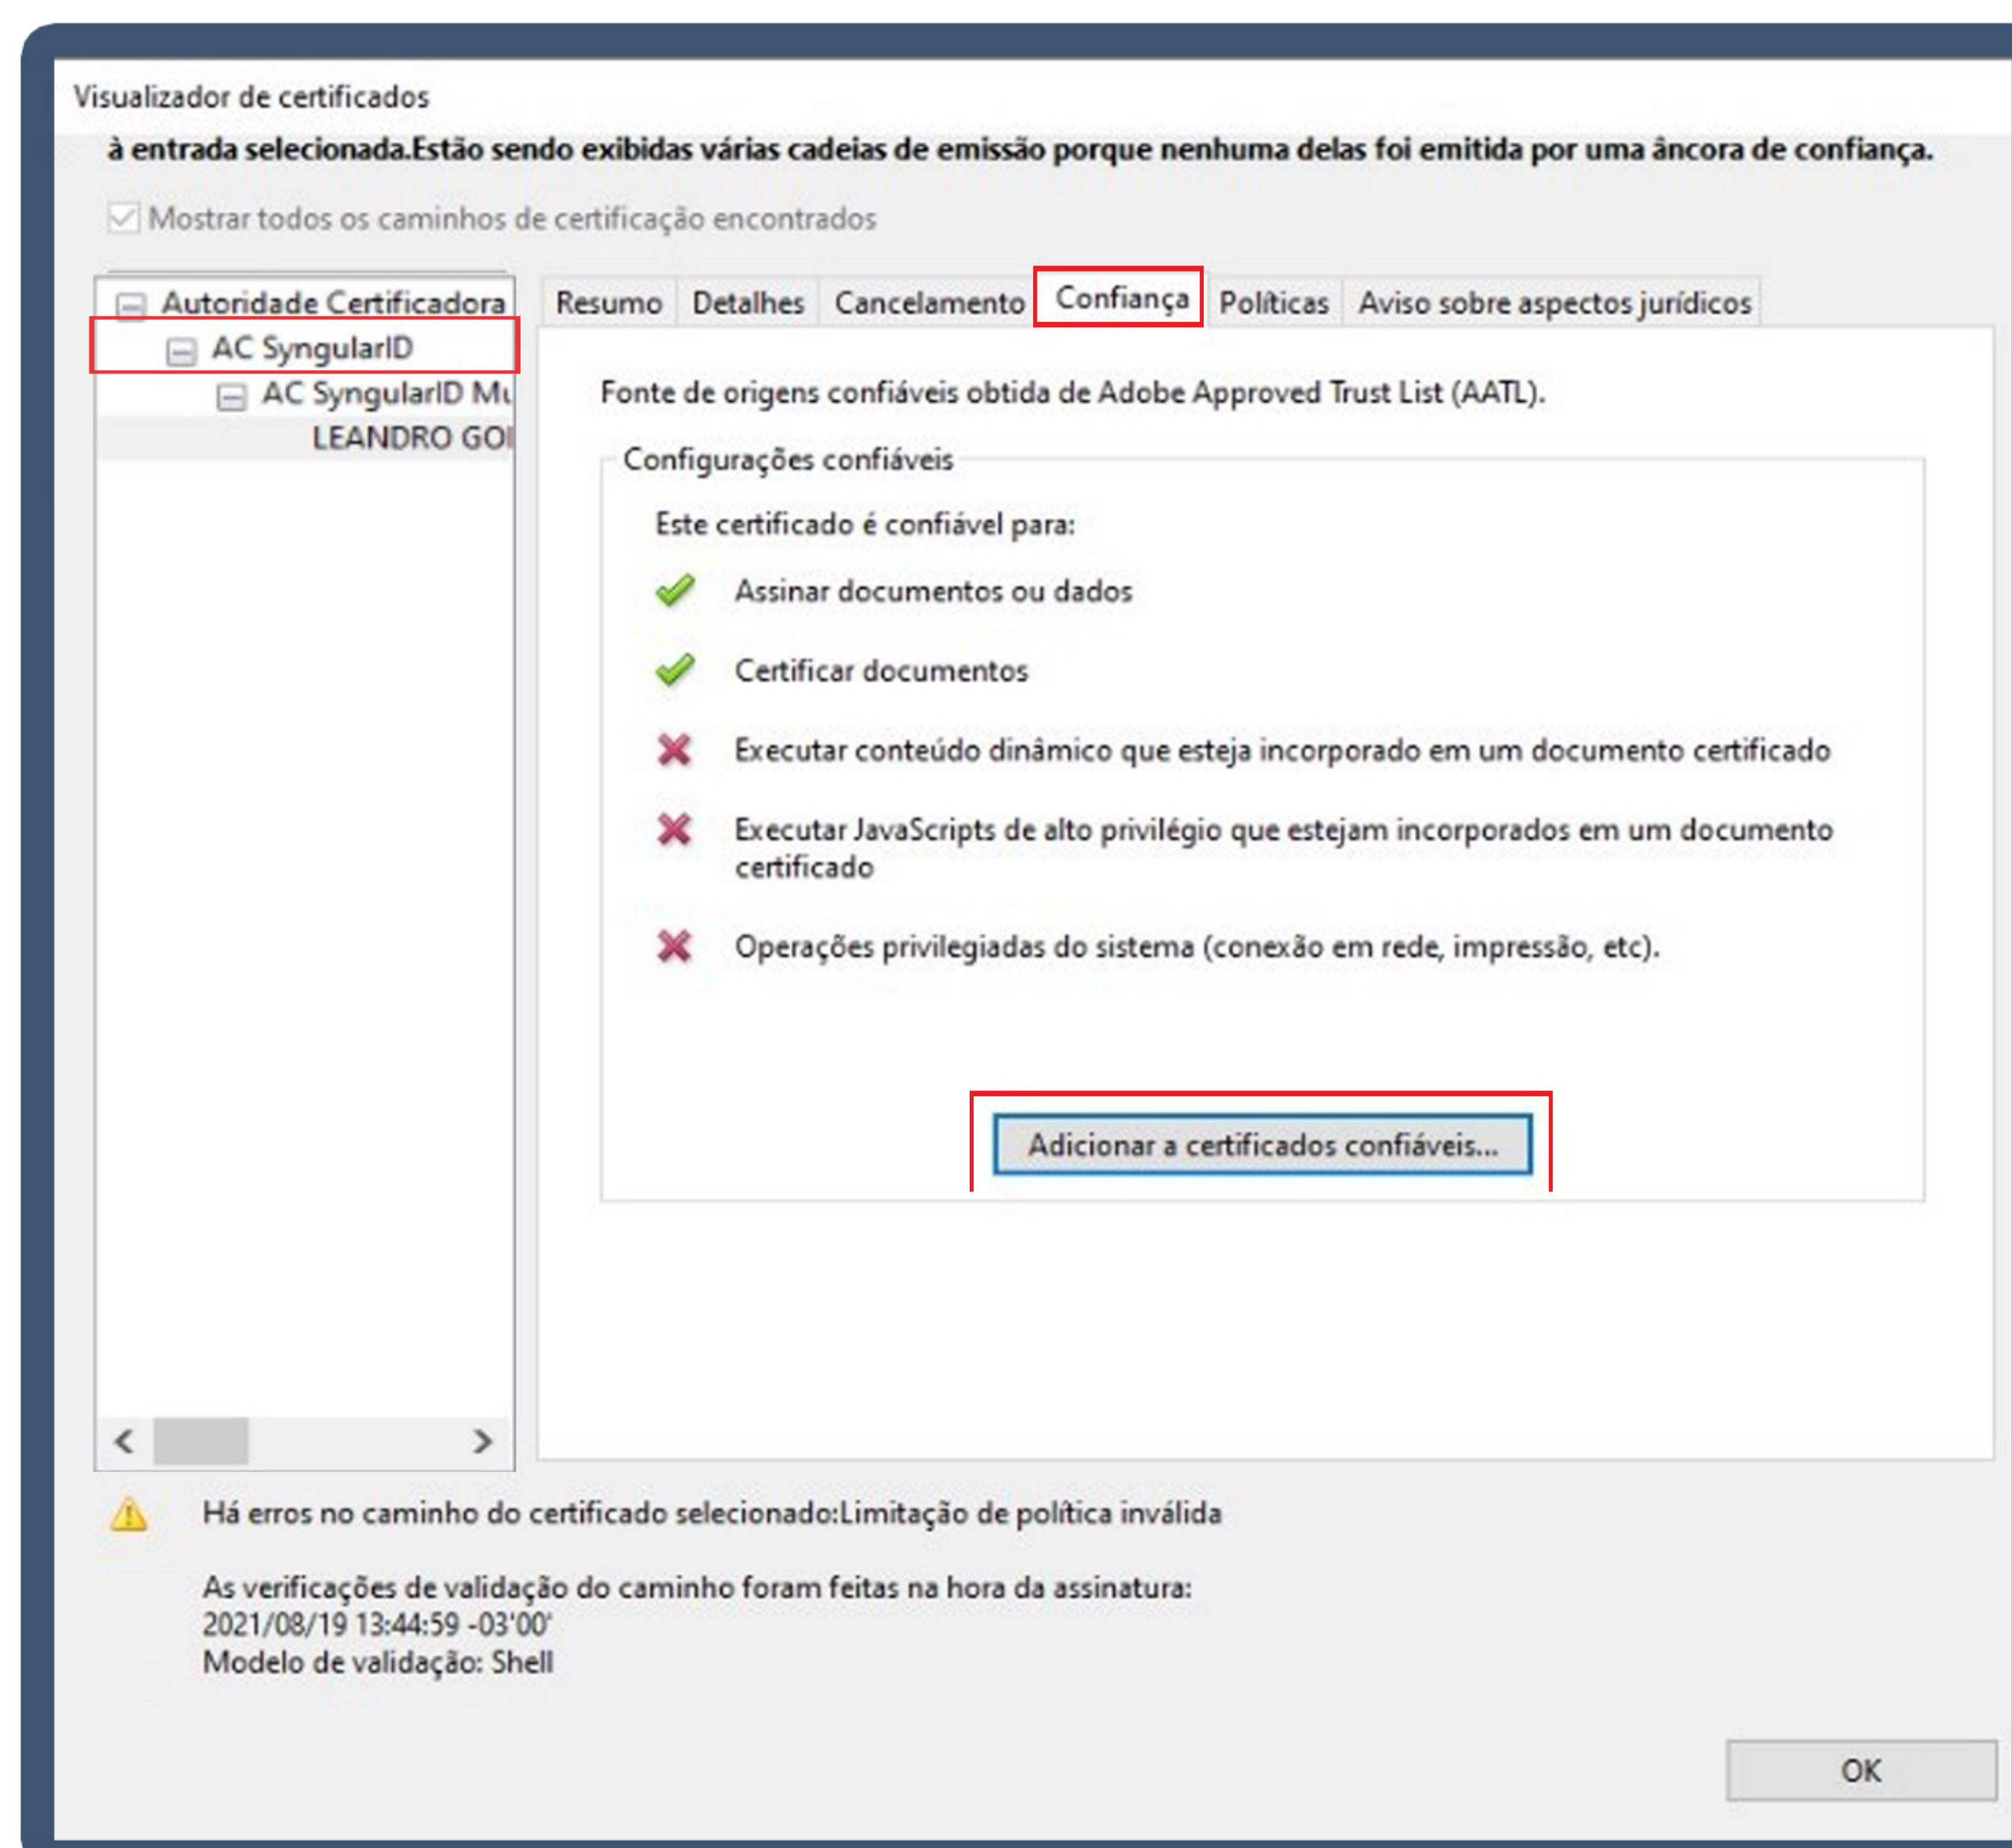 Visualizador de certificados
à entrada selecionada.Estão sendo exibidas várias cadeias de emissão porque nenhuma delas foi emitida por uma âncora de confiança.
Mostrar todos os caminhos de certificação encontrados
Autoridade Certificadora
AC SyngularID
AC SyngularID Mu
LEANDRO GO
Resumo Detalhes Cancelamento Confiança Políticas Aviso sobre aspectos jurídicos
Fonte de origens confiáveis obtida de Adobe Approved Trust List (AATL).
Configurações confiáveis
Este certificado é confiável para:
Assinar documentos ou dados
Certificar documentos
Executar conteúdo dinâmico que esteja incorporado em um documento certificado
Executar JavaScripts de alto privilégio que estejam incorporados em um documento
certificado
Operações privilegiadas do sistema (conexão em rede, impressão, etc).
Adicionar a certificados confiáveis...
Há erros no caminho do certificado selecionado:Limitação de política inválida
As verificações de validação do caminho foram feitas na hora da assinatura:
2021/08/19 13:44:59 -03'00'
Modelo de validação: Shell
OK